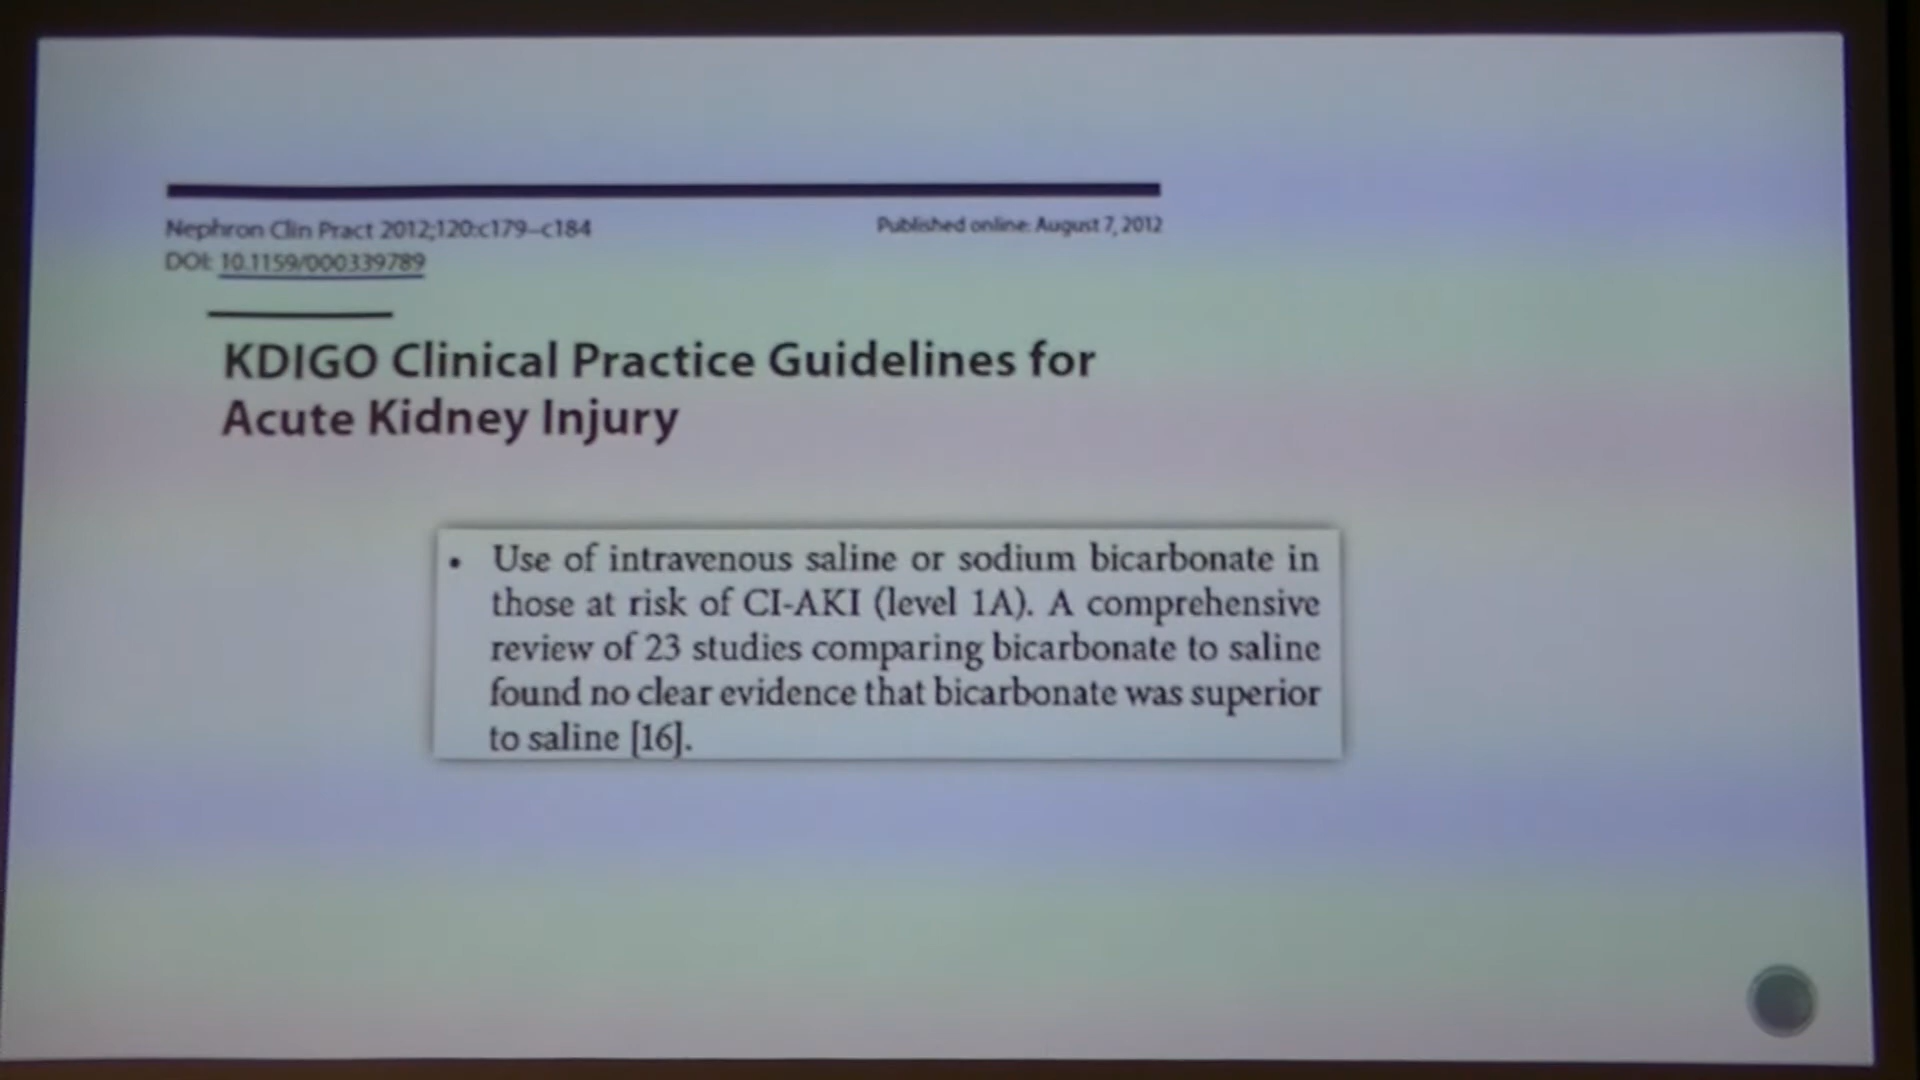 Nephron Clin Pract 2012;120:c179–c184
Published online: August 7, 2012
DOI: 10.1159/000339789
KDIGO Clinical Practice Guidelines for
Acute Kidney Injury
• Use of intravenous saline or sodium bicarbonate in
those at risk of CI-AKI (level 1A). A comprehensive
review of 23 studies comparing bicarbonate to saline
found no clear evidence that bicarbonate was superior
to saline [16].